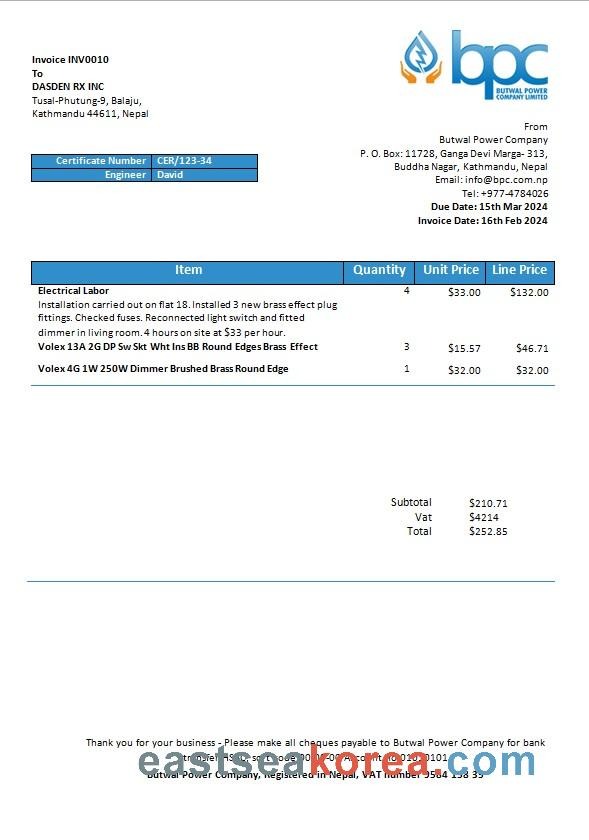 bpc
BUTWAL POWER
COMPANY LIMITED
Invoice INV0010
To
DASDEN RX INC
Tusal-Phutung-9, Balaju,
Kathmandu 44611, Nepal
From
Butwal Power Company
P. O. Box: 11728, Ganga Devi Marga- 313,
Buddha Nagar, Kathmandu, Nepal
Email: info@bpc.com.np
Tel: +977-4784026
Due Date: 15th Mar 2024
Invoice Date: 16th Feb 2024
Certificate Number CER/123-34
Engineer David
Item Quantity Unit Price Line Price
Electrical Labor 4 $33.00 $132.00
Installation carried out on flat 18. Installed 3 new brass effect plug
fittings. Checked fuses. Reconnected light switch and fitted
dimmer in living room. 4 hours on site at $33 per hour.
Volex 13A 2G DP Sw Skt Wht Ins BB Round Edges Brass Effect 3 $15.57 $46.71
Volex 4G 1W 250W Dimmer Brushed Brass Round Edge 1 $32.00 $32.00
Subtotal $210.71
Vat $4214
Total $252.85
Thank you for your business - Please make all cheques payable to Butwal Power Company for bank
eastseakorea.com
Butwal Power Company, Registered in Nepal, VAT number